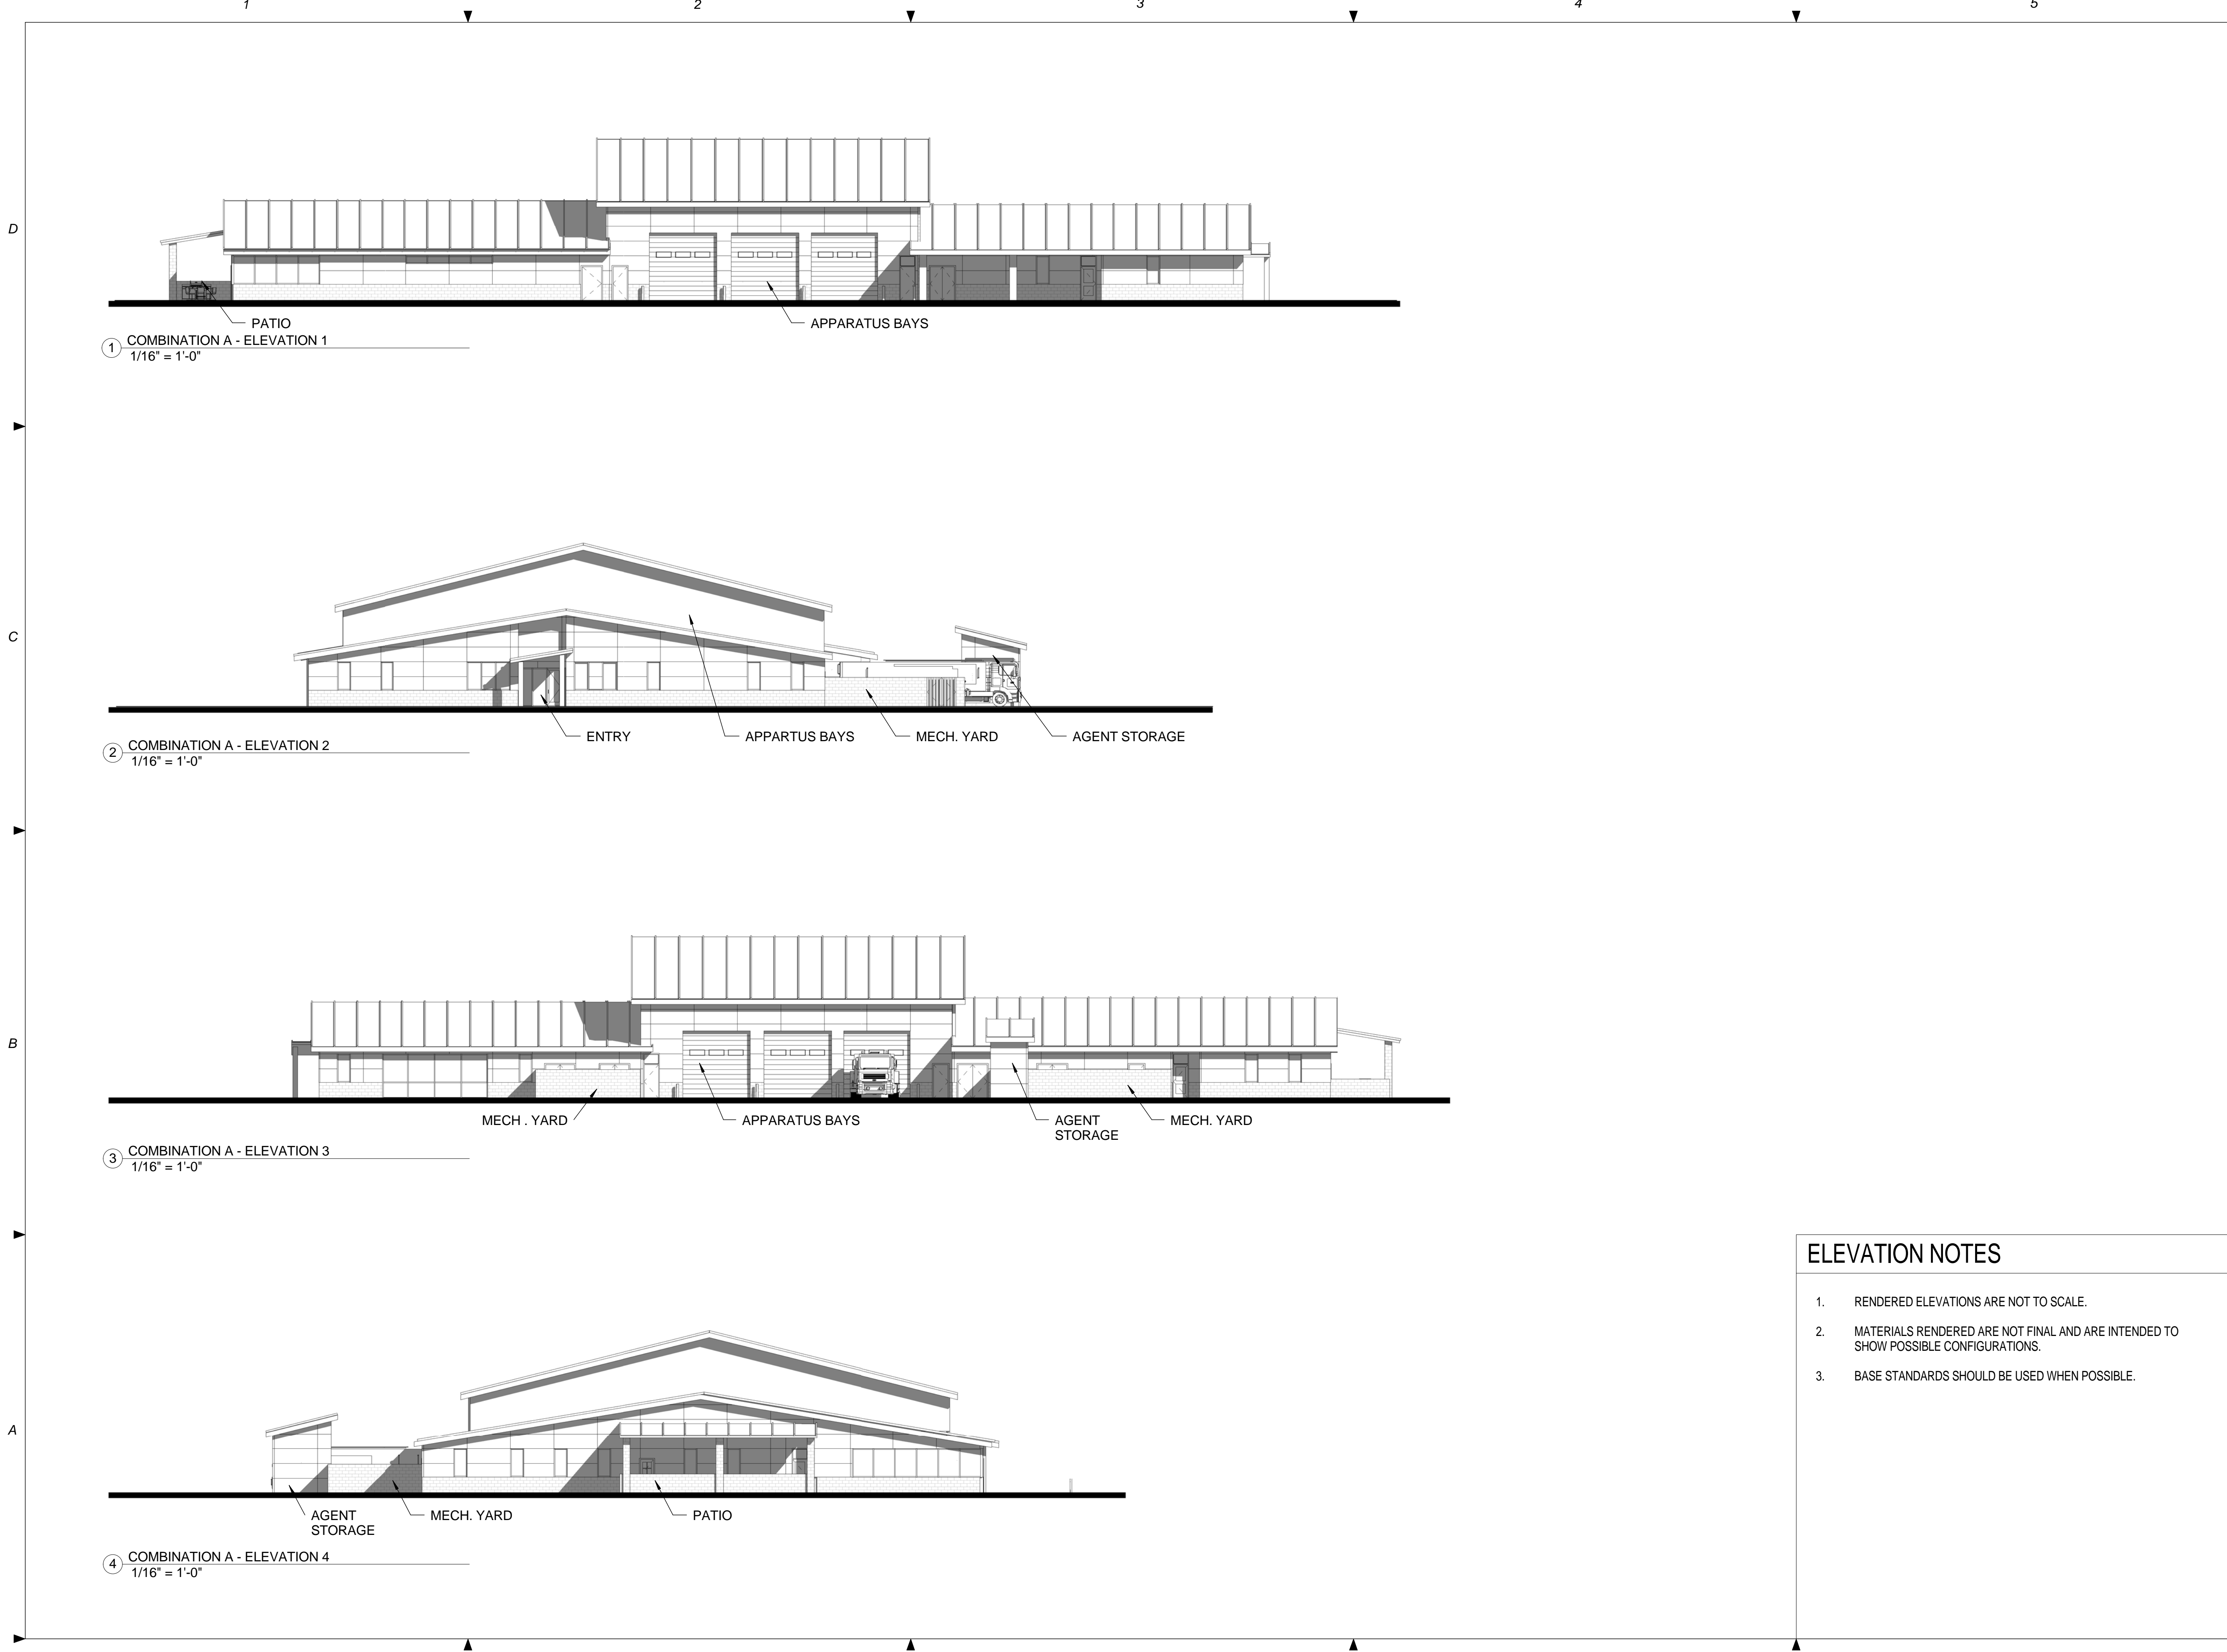 1 2 3 4 5
D
PATIO
APPARATUS BAYS
1 COMBINATION A - ELEVATION 1
1/16" = 1'-0"
C
ENTRY
APPARTUS BAYS
MECH. YARD
AGENT STORAGE
2 COMBINATION A - ELEVATION 2
1/16" = 1'-0"
B
MECH . YARD
APPARATUS BAYS
AGENT
STORAGE
MECH. YARD
3 COMBINATION A - ELEVATION 3
1/16" = 1'-0"
ELEVATION NOTES
1. RENDERED ELEVATIONS ARE NOT TO SCALE.
2. MATERIALS RENDERED ARE NOT FINAL AND ARE INTENDED TO
SHOW POSSIBLE CONFIGURATIONS.
3. BASE STANDARDS SHOULD BE USED WHEN POSSIBLE.
A
AGENT
STORAGE
MECH. YARD
PATIO
4 COMBINATION A - ELEVATION 4
1/16" = 1'-0"